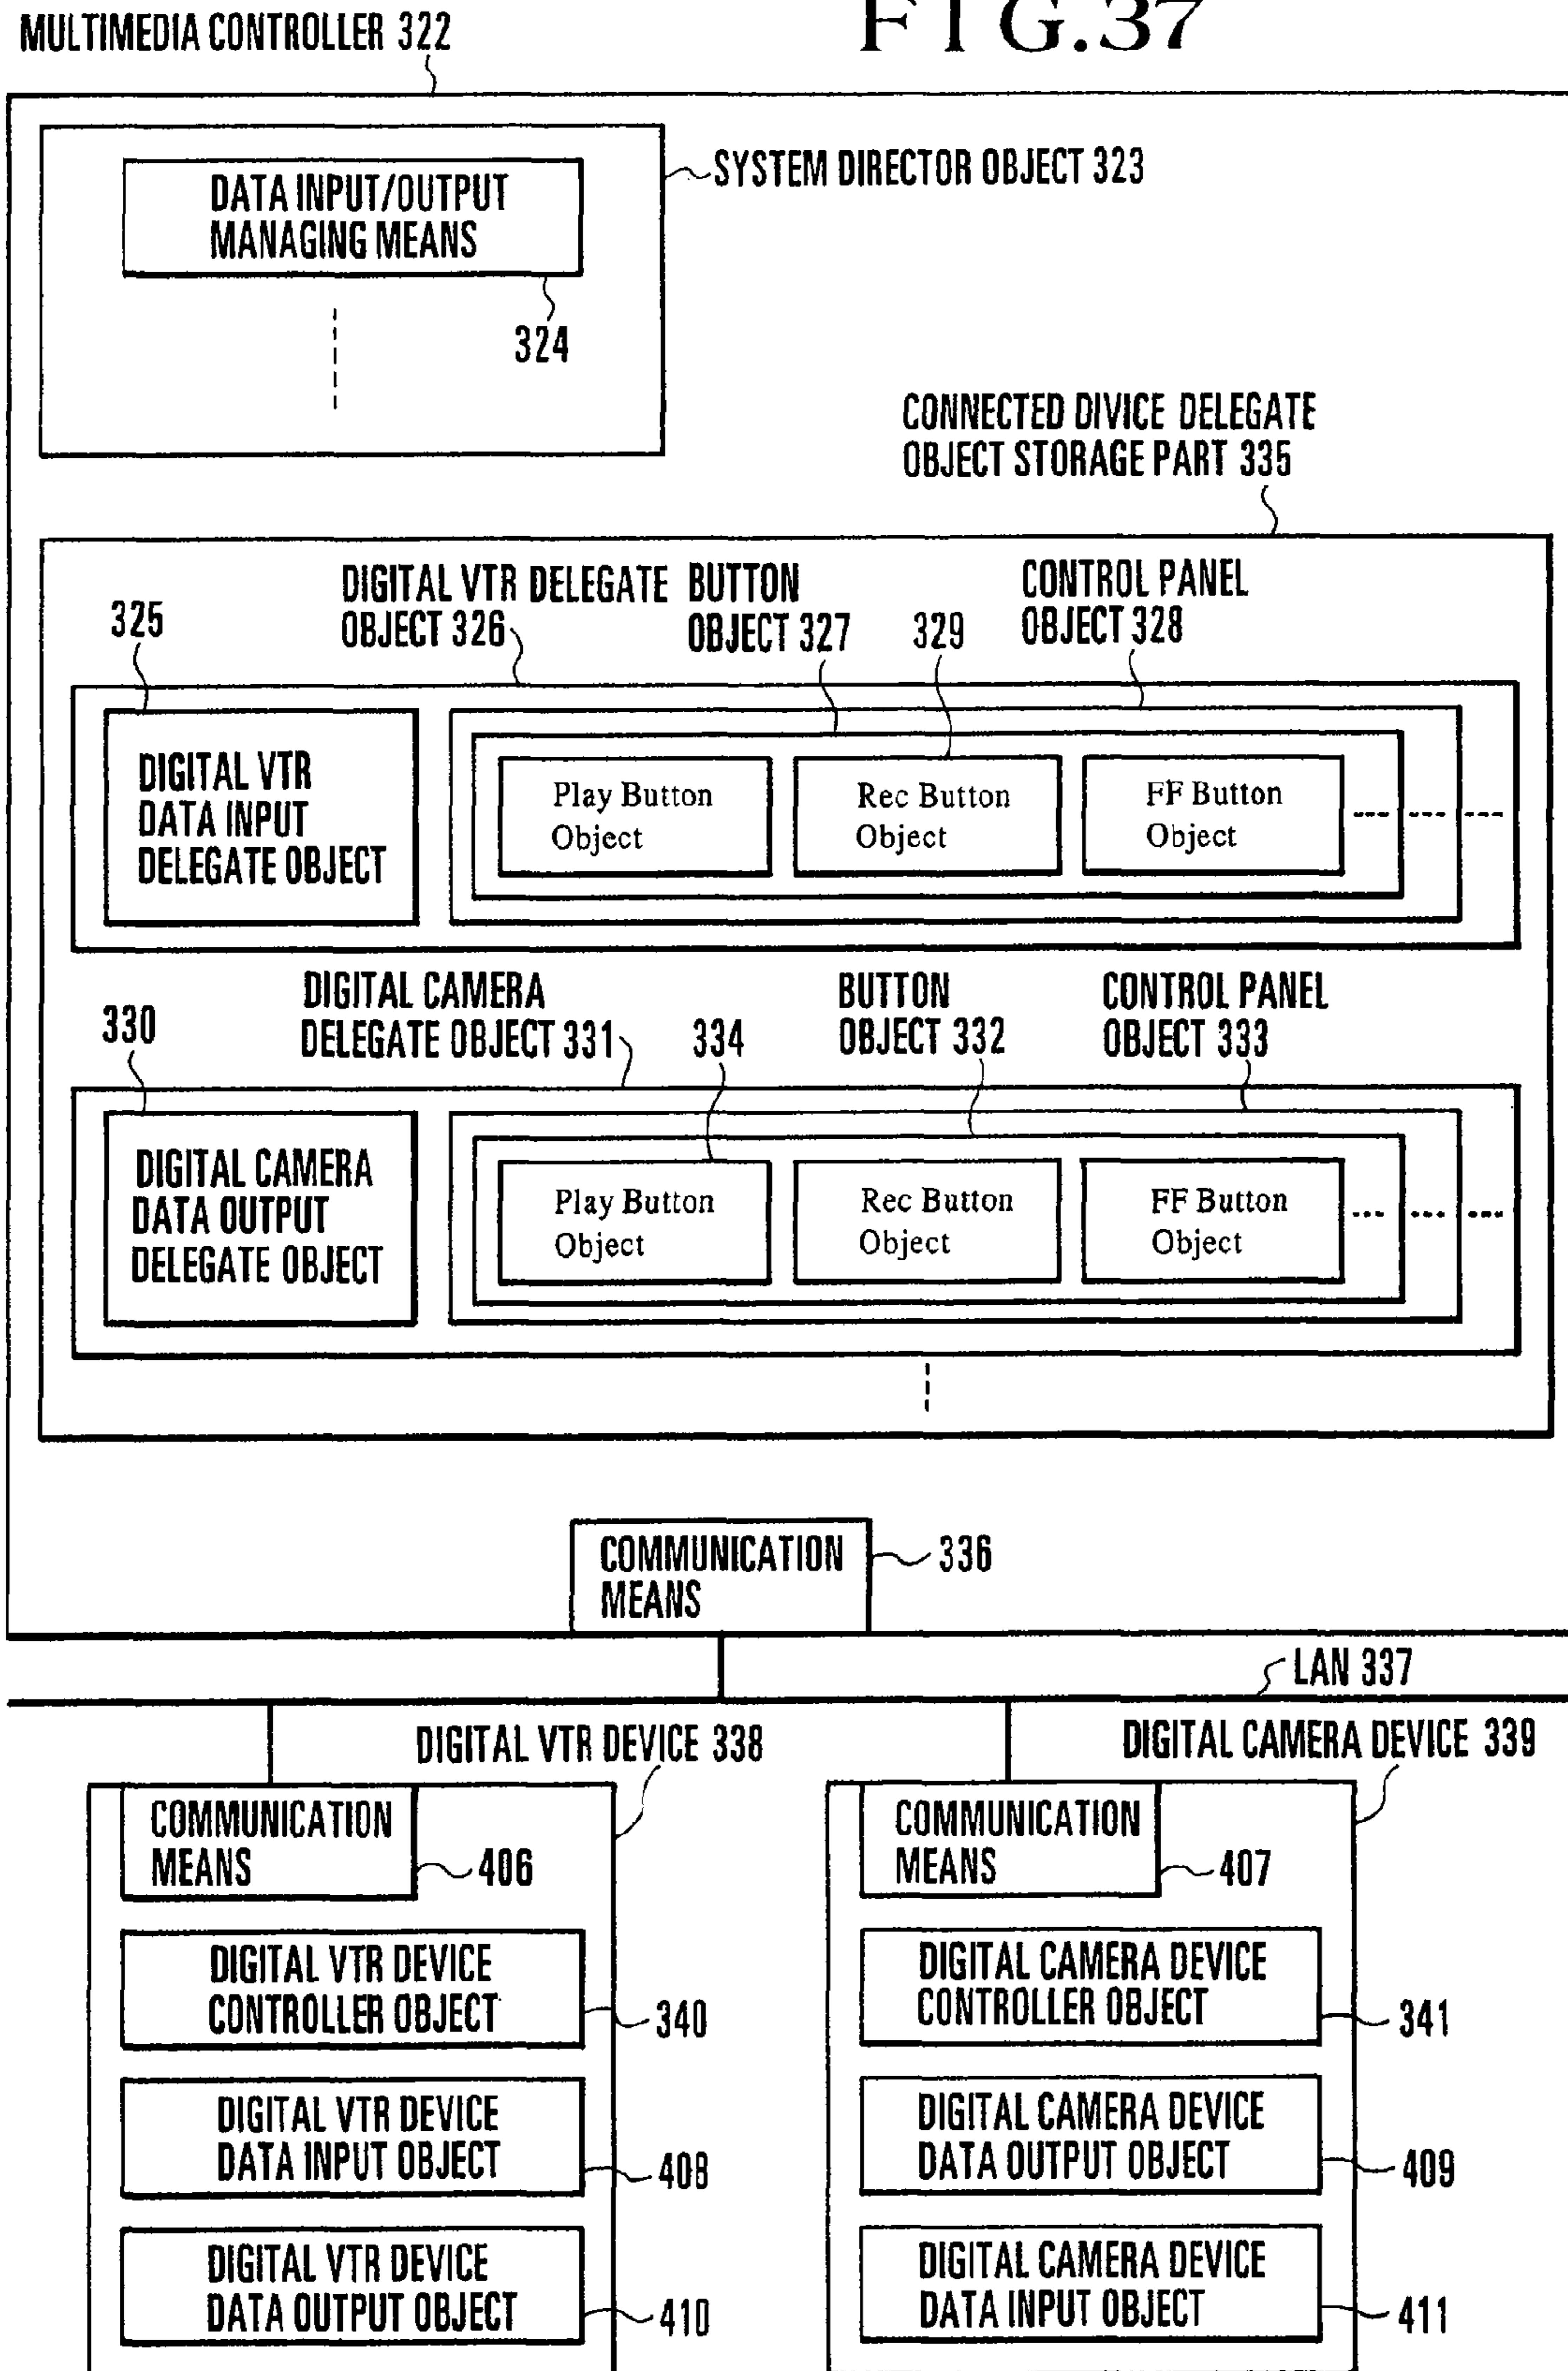 FIG.37
MULTIMEDIA CONTROLLER 322
DATA INPUT/OUTPUT
MANAGING MEANS
324
SYSTEM DIRECTOR OBJECT 323
CONNECTED DIVICE DELEGATE
OBJECT STORAGE PART 335
325
DIGITAL VTR DELEGATE
OBJECT 326
BUTTON
OBJECT 327
329
CONTROL PANEL
OBJECT 328
DIGITAL VTR
DATA INPUT
DELEGATE OBJECT
Play Button
Object
Rec Button
Object
FF Button
Object
330
DIGITAL CAMERA
DELEGATE OBJECT 331
334
BUTTON
OBJECT 332
CONTROL PANEL
OBJECT 333
DIGITAL CAMERA
DATA OUTPUT
DELEGATE OBJECT
Play Button
Object
Rec Button
Object
FF Button
Object
COMMUNICATION
MEANS
336
LAN 337
DIGITAL VTR DEVICE 338
COMMUNICATION
MEANS
406
DIGITAL VTR DEVICE
CONTROLLER OBJECT
340
DIGITAL VTR DEVICE
DATA INPUT OBJECT
408
DIGITAL VTR DEVICE
DATA OUTPUT OBJECT
410
DIGITAL CAMERA DEVICE 339
COMMUNICATION
MEANS
407
DIGITAL CAMERA DEVICE
CONTROLLER OBJECT
341
DIGITAL CAMERA DEVICE
DATA OUTPUT OBJECT
409
DIGITAL CAMERA DEVICE
DATA INPUT OBJECT
411